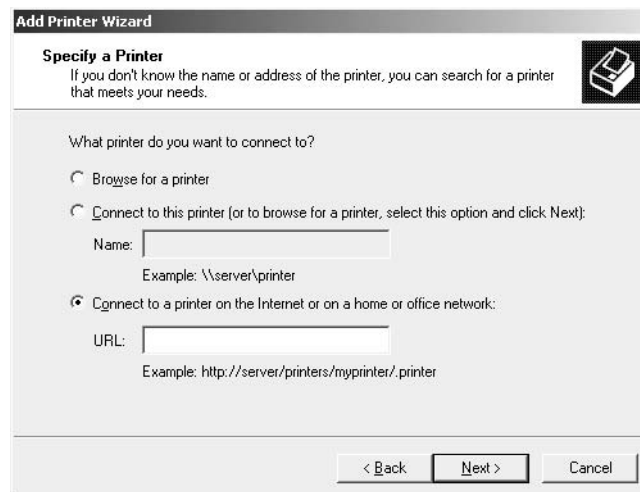 Add Printer Wizard
Specify a Printer
If you don't know the name or address of the printer, you can search for a printer
that meets your needs.
What printer do you want to connect to?
Browse for a printer
Connect to this printer (or to browse for a printer, select this option and click Next):
Name:
Example: \\server\printer
Connect to a printer on the Internet or on a home or office network:
URL:
Example: http://server/printers/myprinter/.printer
< Back Next > Cancel